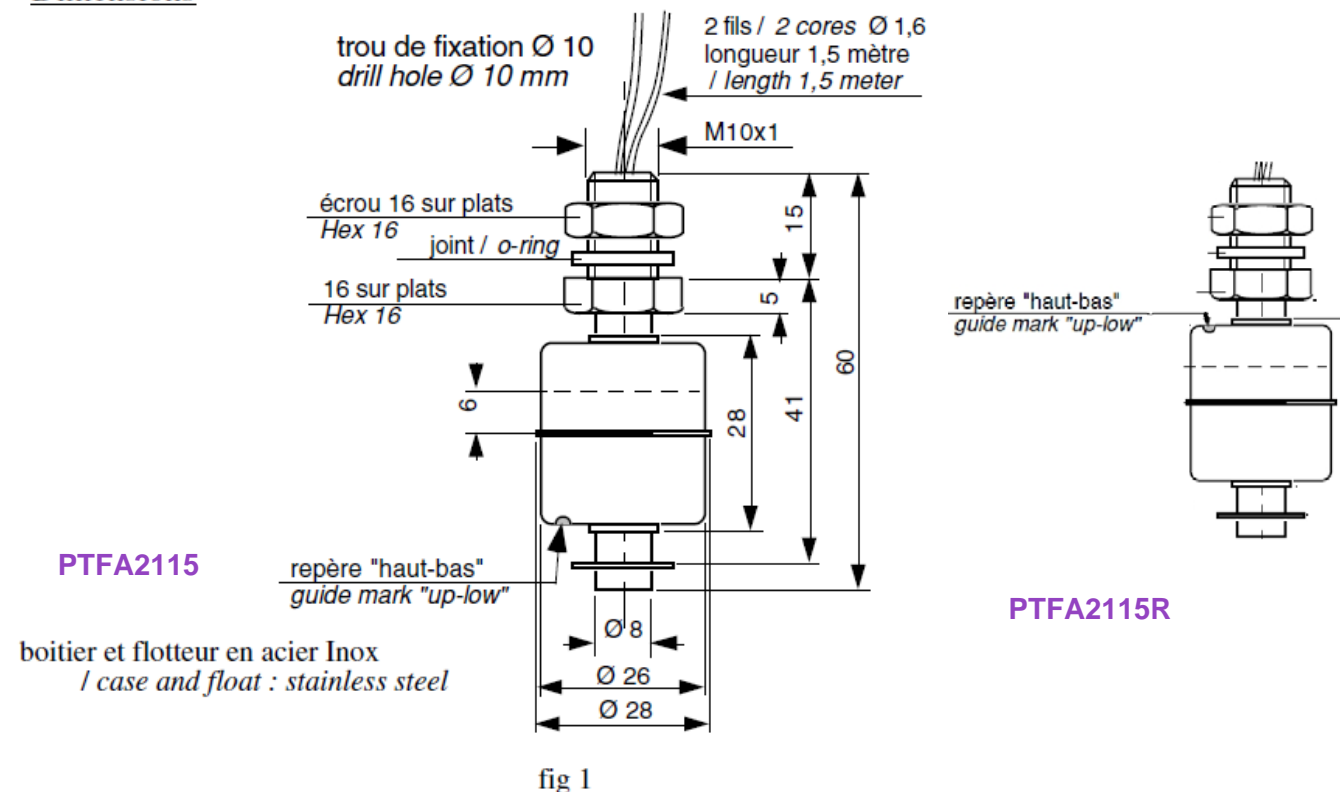 trou de fixation Ø 10
drill hole Ø 10 mm
2 fils / 2 cores Ø 1,6
longueur 1,5 mètre
/ length 1,5 meter
M10x1
écrou 16 sur plats
Hex 16
joint / o-ring
16 sur plats
Hex 16
15
5
60
41
28
6
repère "haut-bas"
guide mark "up-low"
PTFA2115
repère "haut-bas"
guide mark "up-low"
PTFA2115R
Ø 8
Ø 26
Ø 28
boitier et flotteur en acier Inox
/ case and float : stainless steel
fig 1